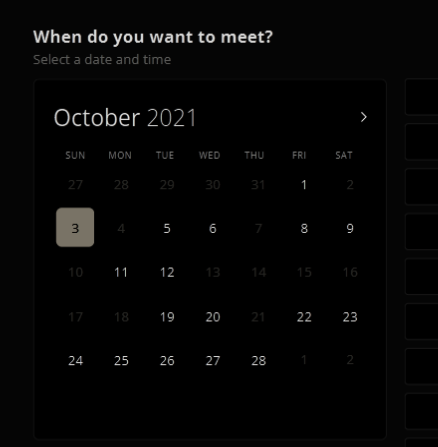 When do you want to meet?
Select a date and time
October 2021
SUN MON TUE WED THU FRI SAT
27 28 29 30 31 1 2
3 4 5 6 7 8 9
10 11 12 13 14 15 16
17 18 19 20 21 22 23
24 25 26 27 28 1 2